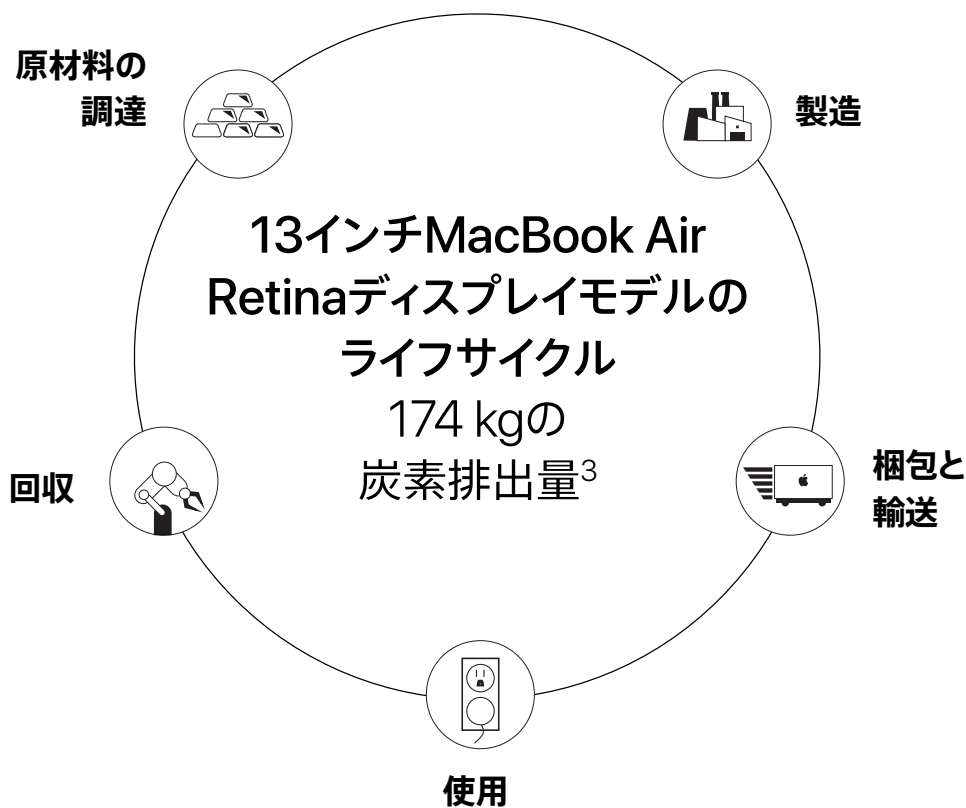 原材料の
調達
製造
13インチMacBook Air
Retinaディスプレイモデルの
ライフサイクル
174 kgの
炭素排出量3
回収
梱包と
輸送
使用